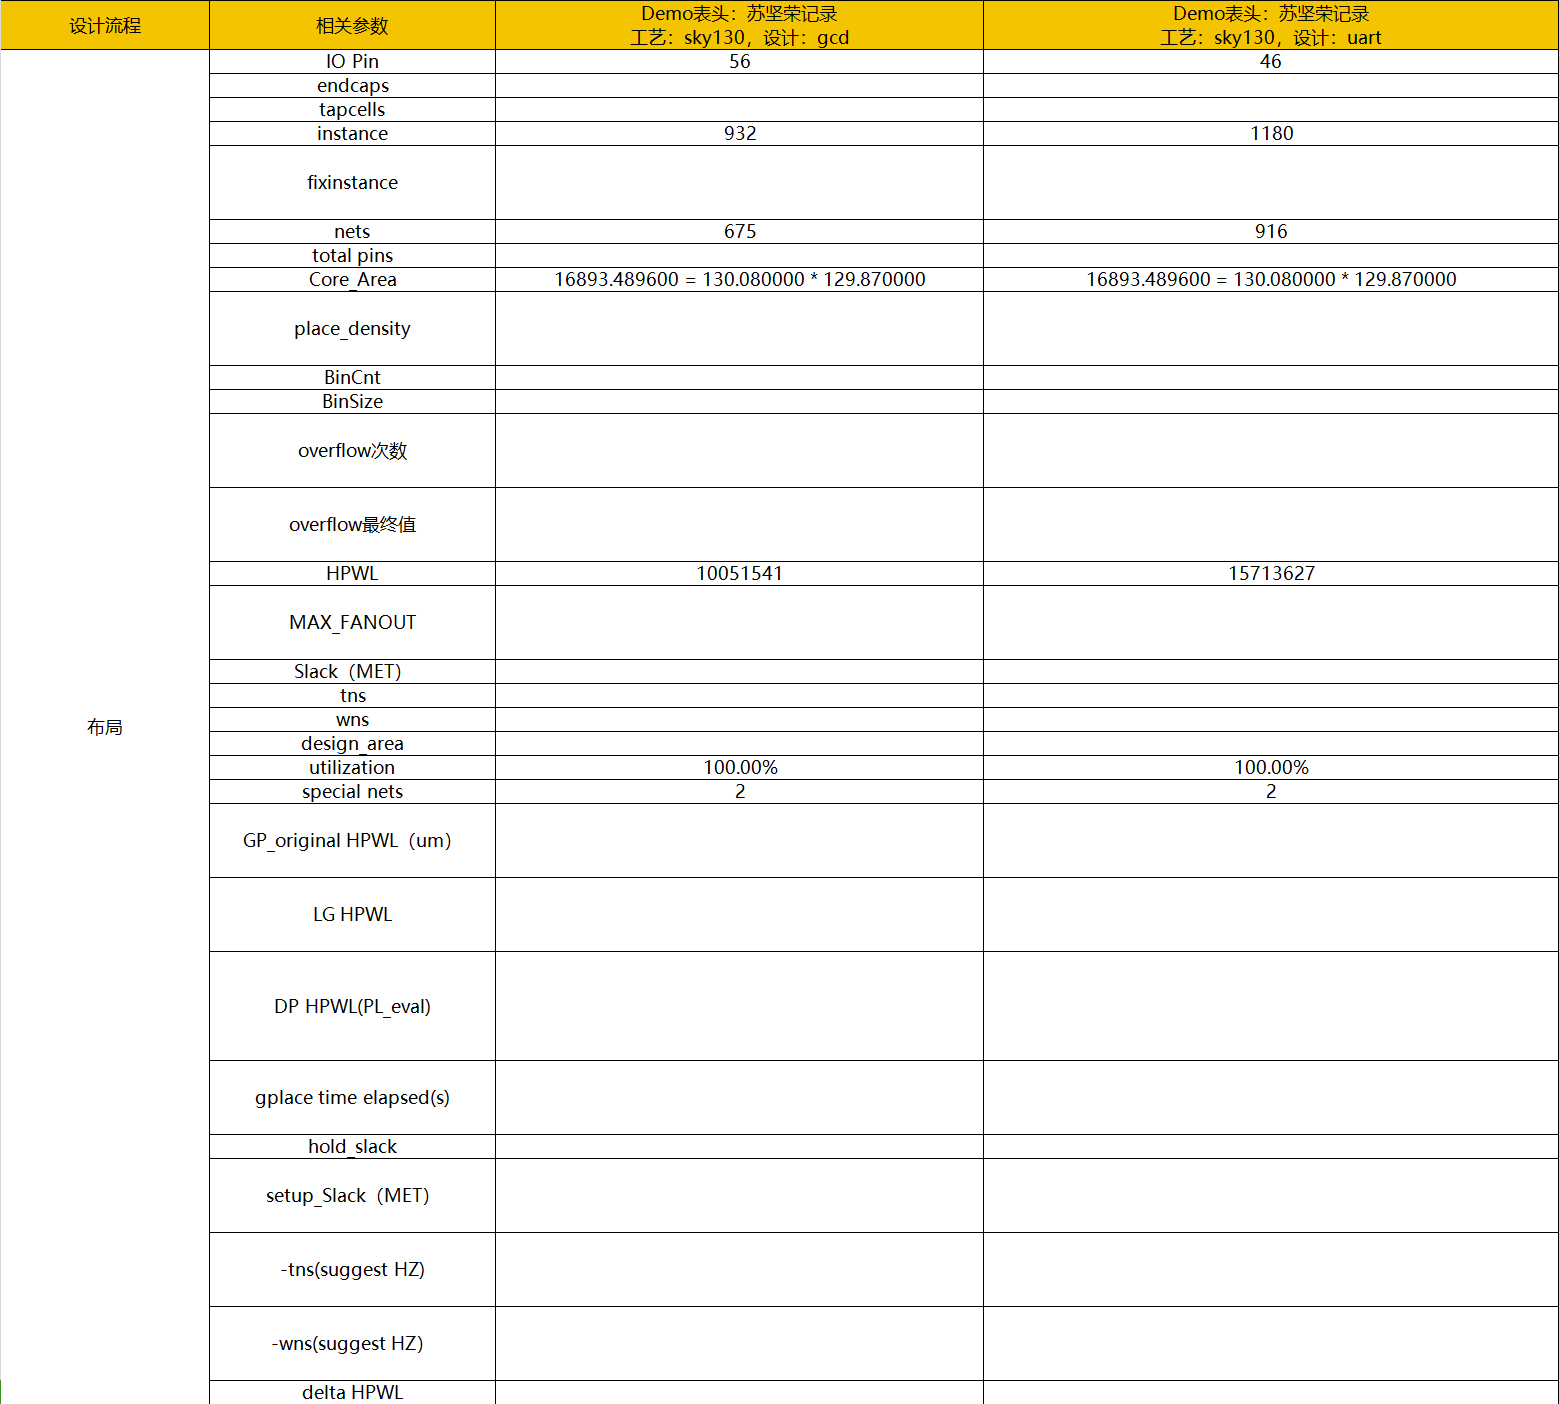 设计流程
相关参数
Demo表头：苏坚荣记录
工艺：sky130，设计：gcd
Demo表头：苏坚荣记录
工艺：sky130，设计：uart
布局
IO Pin
56
46
endcaps
tapcells
instance
932
1180
fixinstance
nets
675
916
total pins
Core_Area
16893.489600 = 130.080000 * 129.870000
16893.489600 = 130.080000 * 129.870000
place_density
BinCnt
BinSize
overflow次数
overflow最终值
HPWL
10051541
15713627
MAX_FANOUT
Slack（MET）
tns
wns
design_area
utilization
100.00%
100.00%
special nets
2
2
GP_original HPWL（um）
LG HPWL
DP HPWL(PL_eval)
gplace time elapsed(s)
hold_slack
setup_Slack（MET）
-tns(suggest HZ)
-wns(suggest HZ）
delta HPWL